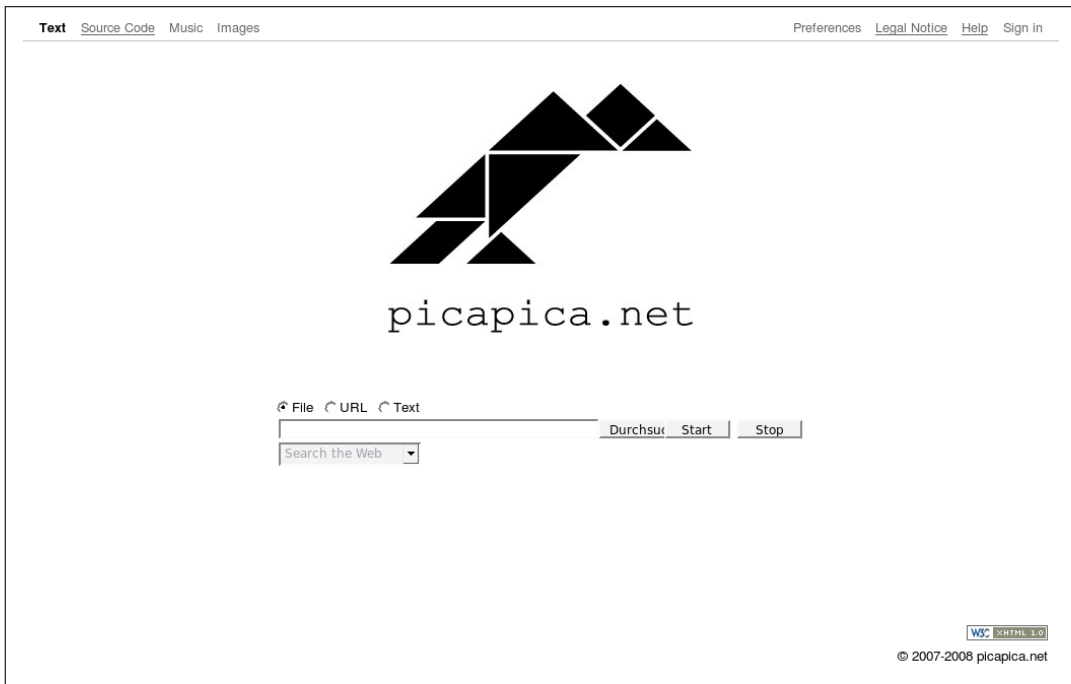 Text Source Code Music Images Preferences Legal Notice Help Sign in
picapica.net
File URL Text
Durchsuc Start Stop
Search the Web
W3C XHTML 1.0
© 2007-2008 picapica.net